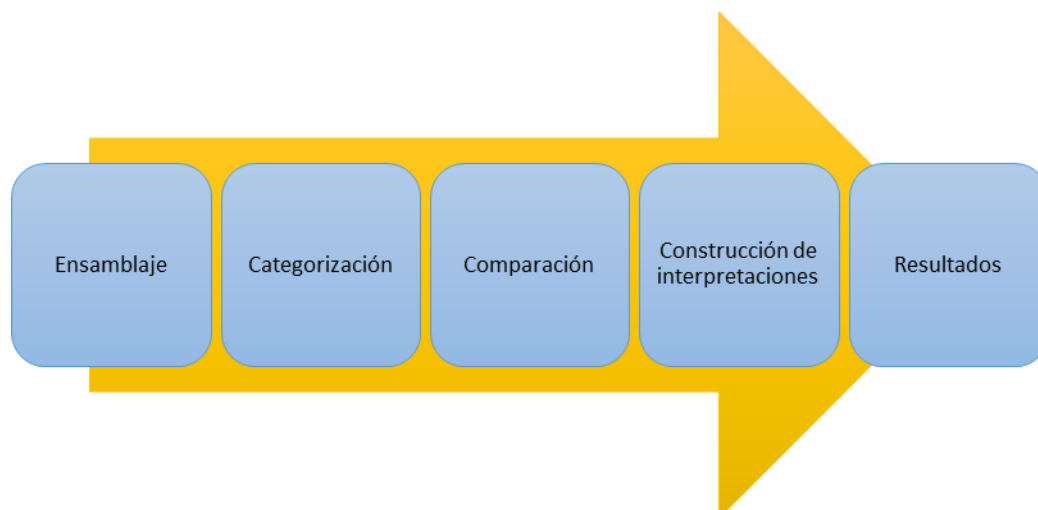 Ensamblaje
Categorización
Comparación
Construcción de
interpretaciones
Resultados